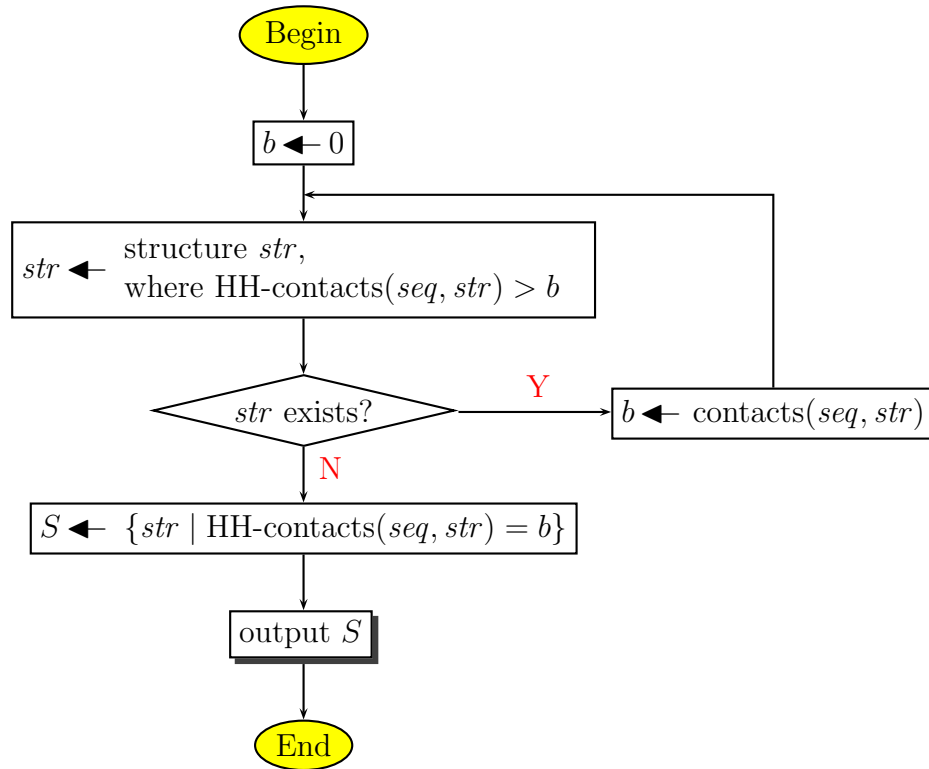 Begin
b ← 0
str ← structure str,
where HH-contacts(seq, str) > b
str exists?
Y
b ← contacts(seq, str)
N
S ← {str | HH-contacts(seq, str) = b}
output S
End